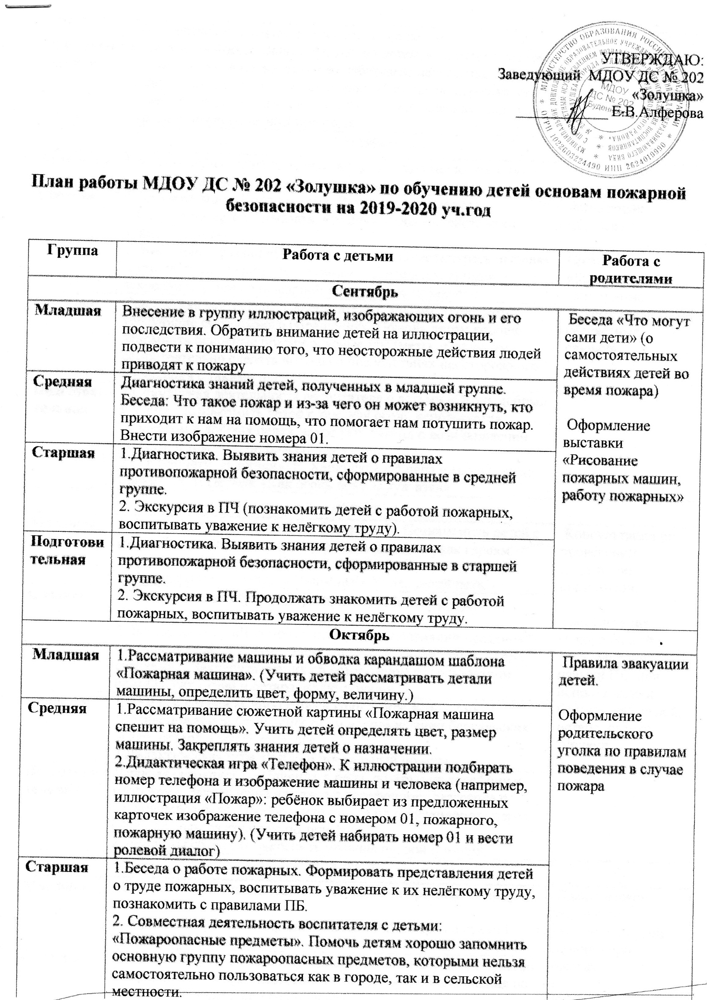 УТВЕРЖДАЮ:
Заведующий МДОУ ДС № 202
«Золушка»
Е.В.Алферова
МИНИСТЕРСТВО ОБРАЗОВАНИЯ
ОГРН 1022603224490 ИНН 2624019990
МДОУ
ДС № 202
План работы МДОУ ДС № 202 «Золушка» по обучению детей основам пожарной
безопасности на 2019-2020 уч.год
Группа
Работа с детьми
Работа с
родителями
Сентябрь
Младшая
Внесение в группу иллюстраций, изображающих огонь и его
последствия. Обратить внимание детей на иллюстрации,
подвести к пониманию того, что неосторожные действия людей
приводят к пожару
Беседа «Что могут
сами дети» (о
самостоятельных
действиях детей во
время пожара)
Оформление
выставки
«Рисование
пожарных машин,
работу пожарных»
Средняя
Диагностика знаний детей, полученных в младшей группе.
Беседа: Что такое пожар и из-за чего он может возникнуть, кто
приходит к нам на помощь, что помогает нам потушить пожар.
Внести изображение номера 01.
Старшая
1.Диагностика. Выявить знания детей о правилах
противопожарной безопасности, сформированные в средней
группе.
2. Экскурсия в ПЧ (познакомить детей с работой пожарных,
воспитывать уважение к нелёгкому труду).
Подготови
тельная
1.Диагностика. Выявить знания детей о правилах
противопожарной безопасности, сформированные в старшей
группе.
2. Экскурсия в ПЧ. Продолжать знакомить детей с работой
пожарных, воспитывать уважение к нелёгкому труду.
Октябрь
Младшая
1.Рассматривание машины и обводка карандашом шаблона
«Пожарная машина». (Учить детей рассматривать детали
машины, определить цвет, форму, величину.)
Правила эвакуации
детей.
Оформление
родительского
уголка по правилам
поведения в случае
пожара
Средняя
1.Рассматривание сюжетной картины «Пожарная машина
спешит на помощь». Учить детей определять цвет, размер
машины. Закреплять знания детей о назначении.
2.Дидактическая игра «Телефон». К иллюстрации подбирать
номер телефона и изображение машины и человека (например,
иллюстрация «Пожар»: ребёнок выбирает из предложенных
карточек изображение телефона с номером 01, пожарного,
пожарную машину). (Учить детей набирать номер 01 и вести
ролевой диалог)
Старшая
1.Беседа о работе пожарных. Формировать представления детей
о труде пожарных, воспитывать уважение к их нелёгкому труду,
познакомить с правилами ПБ.
2. Совместная деятельность воспитателя с детьми:
«Пожароопасные предметы». Помочь детям хорошо запомнить
основную группу пожароопасных предметов, которыми нельзя
самостоятельно пользоваться как в городе, так и в сельской
местности.